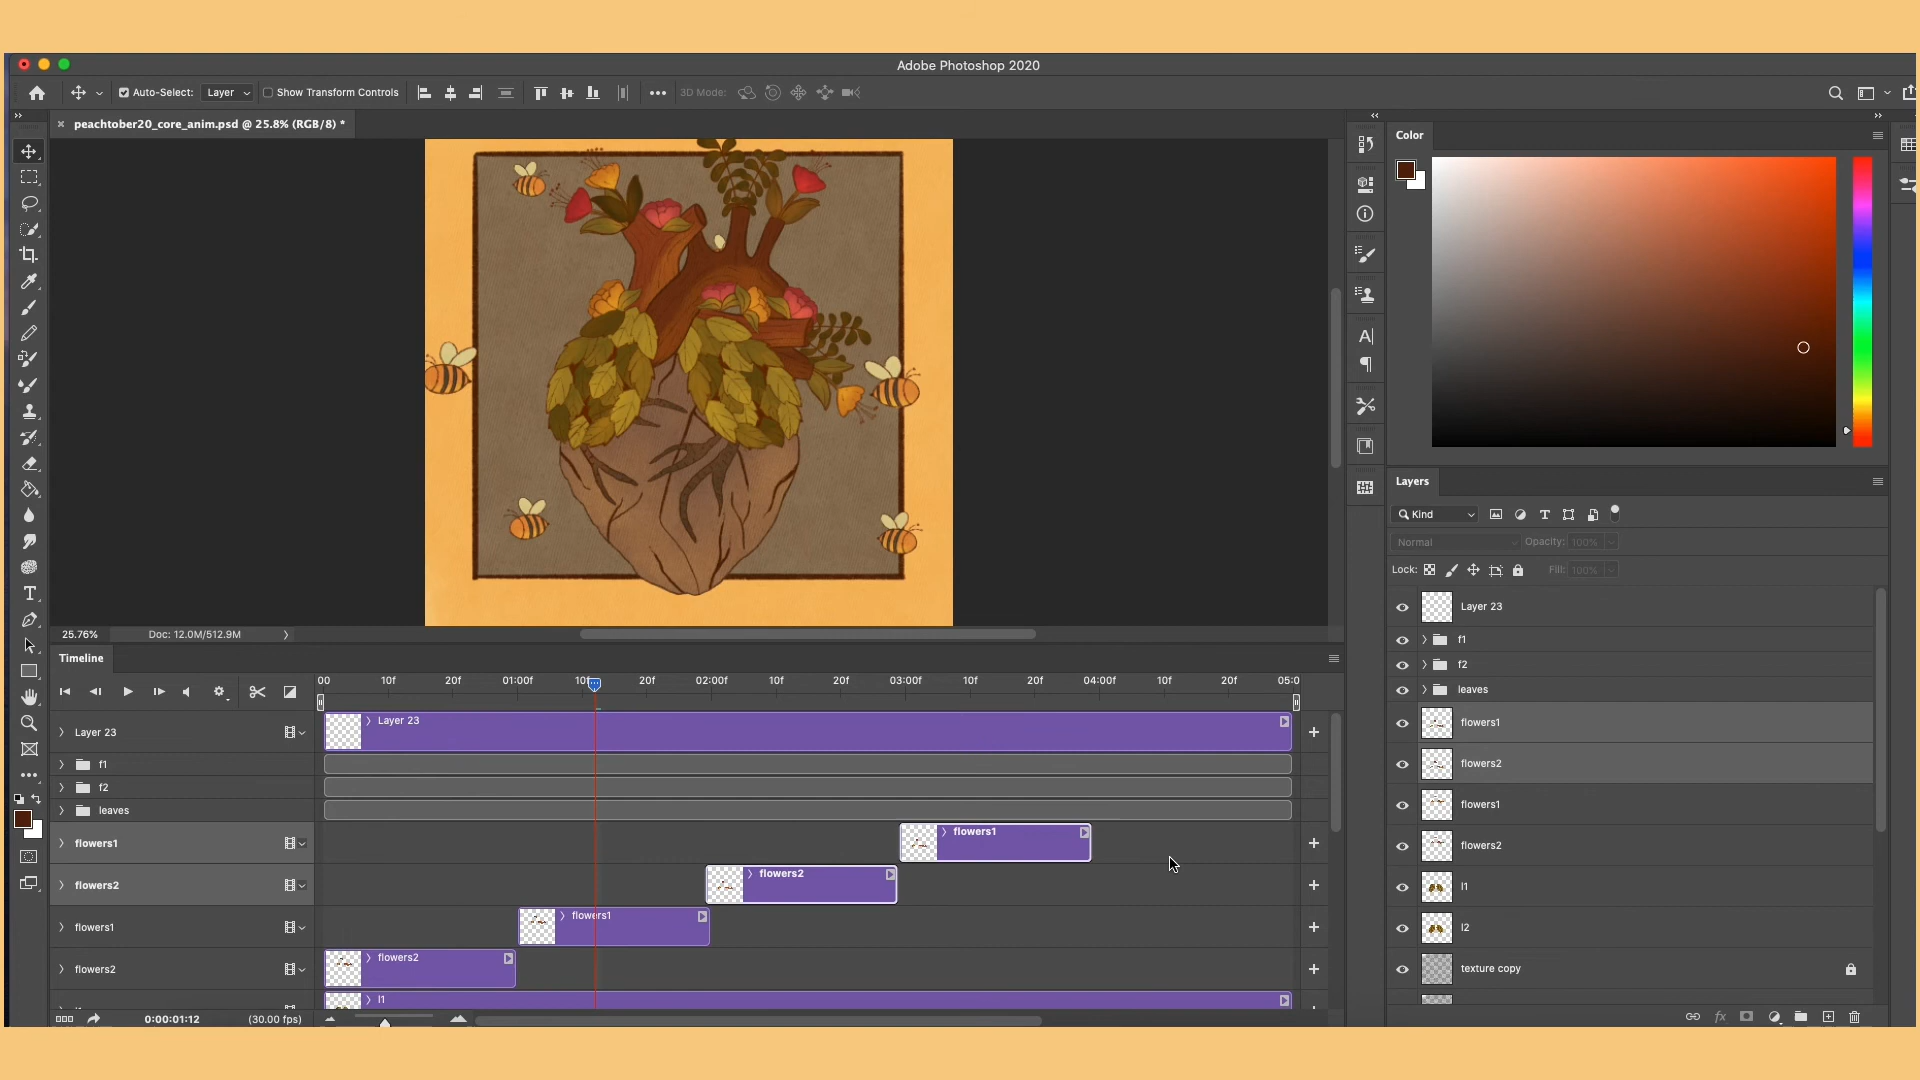 Adobe Photoshop 2020
Auto-Select: Layer Show Transform Controls 3D Mode:
peachtober20_core_anim.psd @ 25.8% (RGB/8) *
Color
25.76% Doc: 12.0M/512.9M
Timeline
00 10f 20f 01:00f 10f 20f 02:00f 10f 20f 03:00f 10f 20f 04:00f 10f 20f 05:0
Layer 23 Layer 23
f1
f2
leaves
flowers1 flowers1
flowers2 flowers2
flowers1 flowers1
flowers2 flowers2
l1
0:00:01:12 (30.00 fps)
Layers
Kind
Normal Opacity: 100%
Lock: Fill: 100%
Layer 23
f1
f2
leaves
flowers1
flowers2
flowers1
flowers2
l1
l2
texture copy
fx